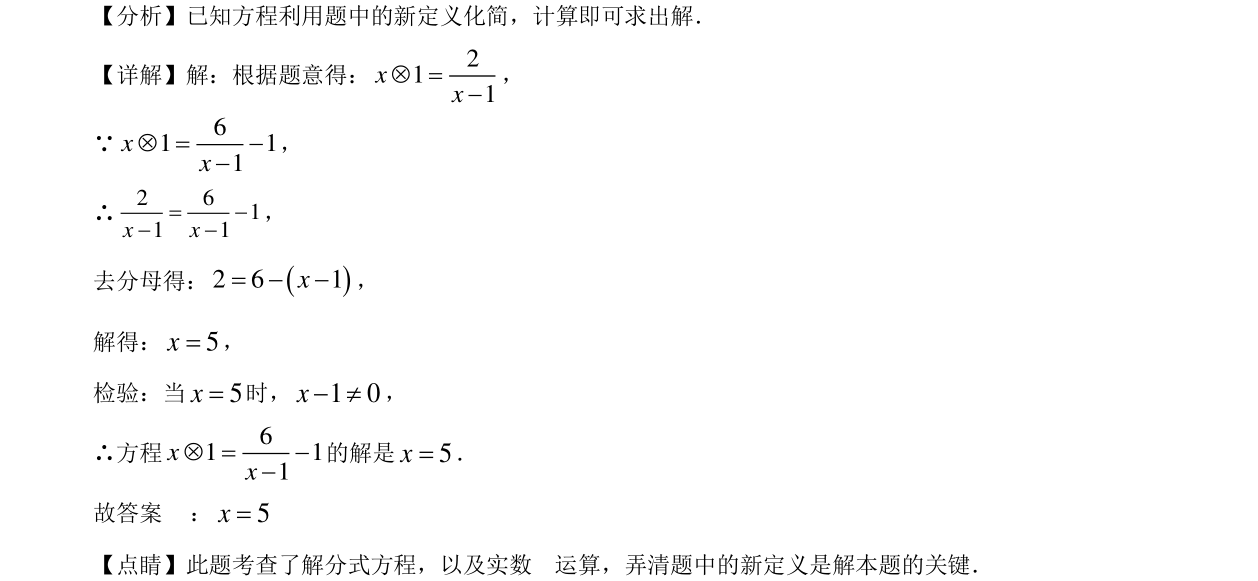 【分析】已知方程利用题中的新定义化简，计算即可求出解．
【详解】解：根据题意得：x⊗1=2/(x−1)，
∵x⊗1=6/(x−1)−1，
∴2/(x−1)=6/(x−1)−1，
去分母得：2=6−(x−1)，
解得：x=5，
检验：当x=5时，x−1≠0，
∴方程x⊗1=6/(x−1)−1的解是x=5．
故答案 ：x=5
【点睛】此题考查了解分式方程，以及实数 运算，弄清题中的新定义是解本题的关键．